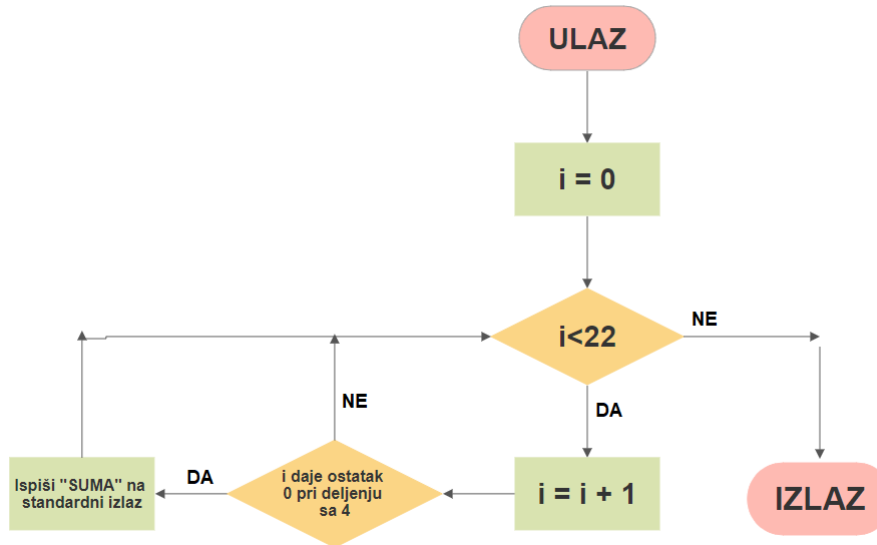 ULAZ
i = 0
i<22
NE
DA
i = i + 1
i daje ostatak
0 pri deljenju
sa 4
NE
DA
Ispiši "SUMA" na
standardni izlaz
IZLAZ